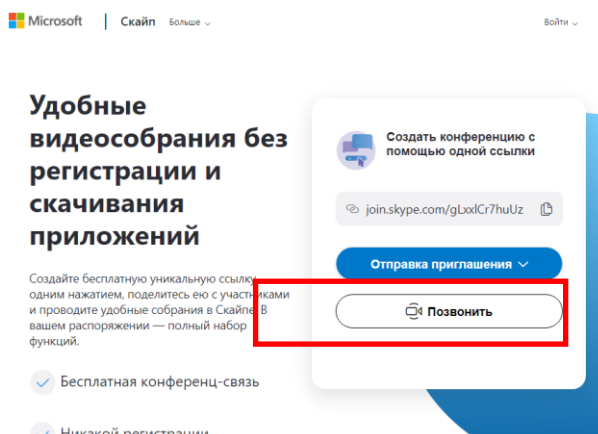 Microsoft Скайп Больше Войти
Удобные
видеособрания без
регистрации и
скачивания
приложений
Создайте бесплатную уникальную ссылку
одним нажатием, поделитесь ею с участниками
и проводите удобные собрания в Скайпе. В
вашем распоряжении — полный набор
функций.
Бесплатная конференц-связь
Никакой регистрации
Создать конференцию с
помощью одной ссылки
join.skype.com/gLxxlCr7huUz
Отправка приглашения
Позвонить